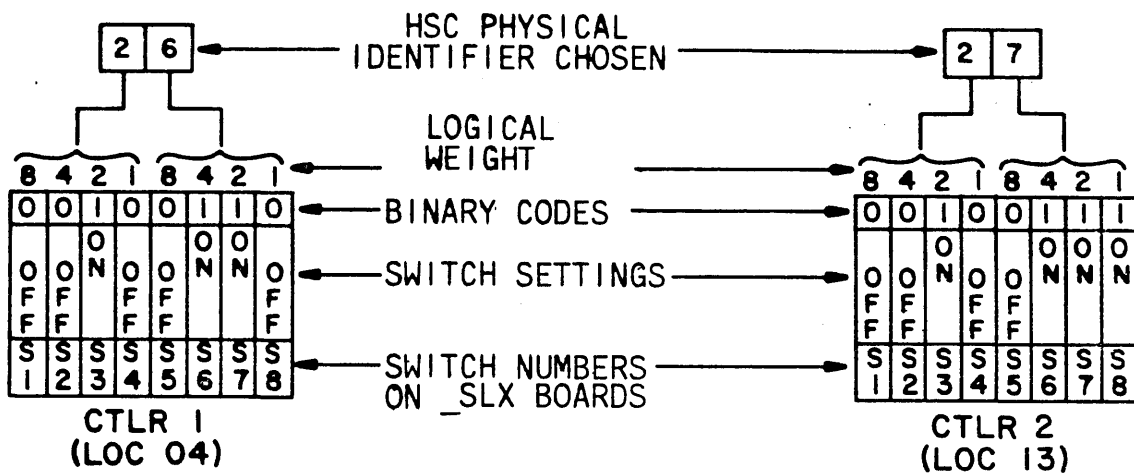 HSC PHYSICAL
IDENTIFIER CHOSEN
2 6
2 7
LOGICAL
WEIGHT
8 4 2 1 8 4 2 1
8 4 2 1 8 4 2 1
0 0 1 0 0 1 1 0
BINARY CODES
0 0 1 0 0 1 1 1
OFF OFF ON OFF OFF ON ON OFF
SWITCH SETTINGS
OFF OFF ON OFF OFF ON ON ON
S1 S2 S3 S4 S5 S6 S7 S8
SWITCH NUMBERS
ON _SLX BOARDS
S1 S2 S3 S4 S5 S6 S7 S8
CTLR 1
(LOC 04)
CTLR 2
(LOC 13)